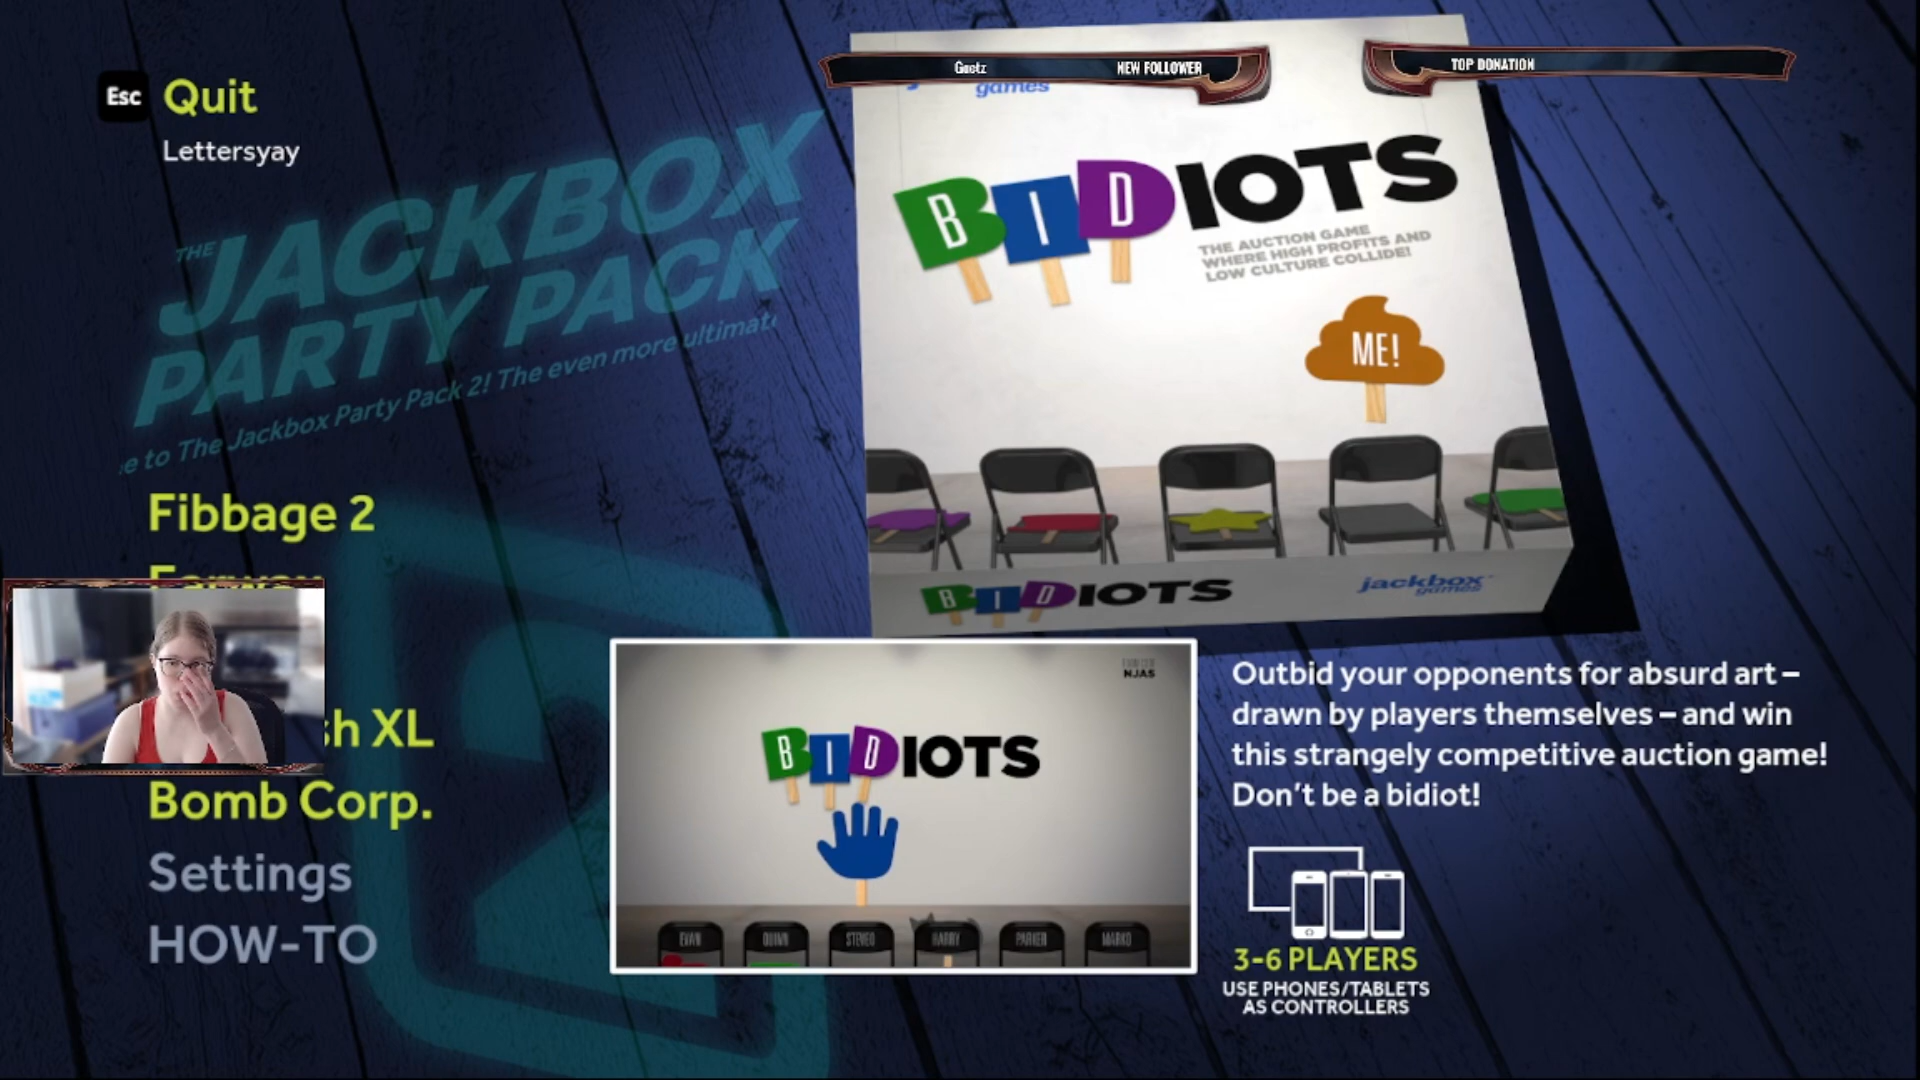 Esc Quit
Lettersyay
Gaetz NEW FOLLOWER
TOP DONATION
games
BIDIOTS
THE AUCTION GAME
WHERE HIGH PROFITS AND
LOW CULTURE COLLIDE!
ME!
BIDIOTS
jackbox
games
THE
JACKBOX
PARTY PACK
e to The Jackbox Party Pack 2! The even more ultimat
Fibbage 2
sh XL
Bomb Corp.
Settings
HOW-TO
NJAS
BIDIOTS
EVAN QUINN STEVEO HARRY PARKER MARKO
Outbid your opponents for absurd art –
drawn by players themselves – and win
this strangely competitive auction game!
Don't be a bidiot!
3-6 PLAYERS
USE PHONES/TABLETS
AS CONTROLLERS